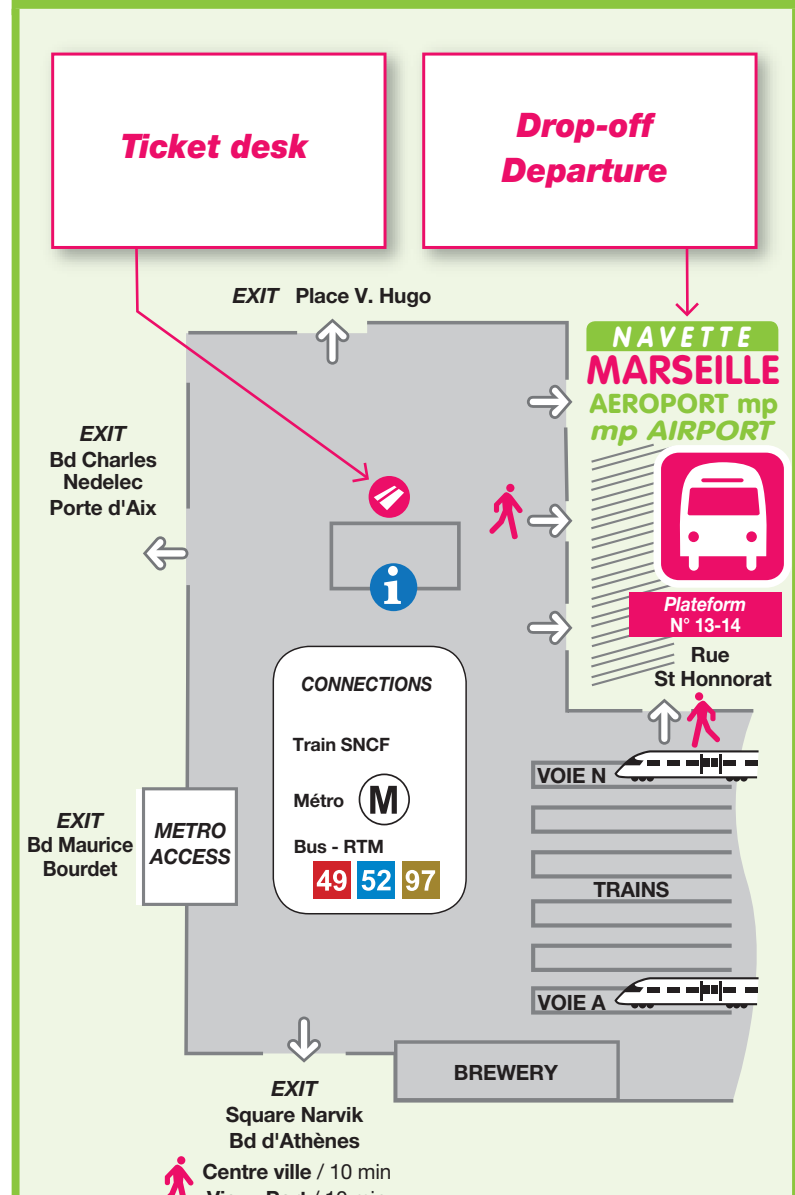 Ticket desk
Drop-off
Departure
EXIT Place V. Hugo
NAVETTE
MARSEILLE
AEROPORT mp
mp AIRPORT
EXIT
Bd Charles
Nedelec
Porte d'Aix
i
Plateform
N° 13-14
Rue
St Honnorat
CONNECTIONS
Train SNCF
Métro M
Bus - RTM
49 52 97
VOIE N
EXIT
Bd Maurice
Bourdet
METRO
ACCESS
TRAINS
VOIE A
BREWERY
EXIT
Square Narvik
Bd d'Athènes
Centre ville / 10 min